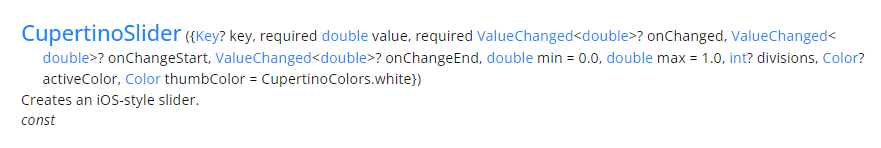 CupertinoSlider ({Key? key, required double value, required ValueChanged<double>? onChanged, ValueChanged<
double>? onChangeStart, ValueChanged<double>? onChangeEnd, double min = 0.0, double max = 1.0, int? divisions, Color?
activeColor, Color thumbColor = CupertinoColors.white})
Creates an iOS-style slider.
const